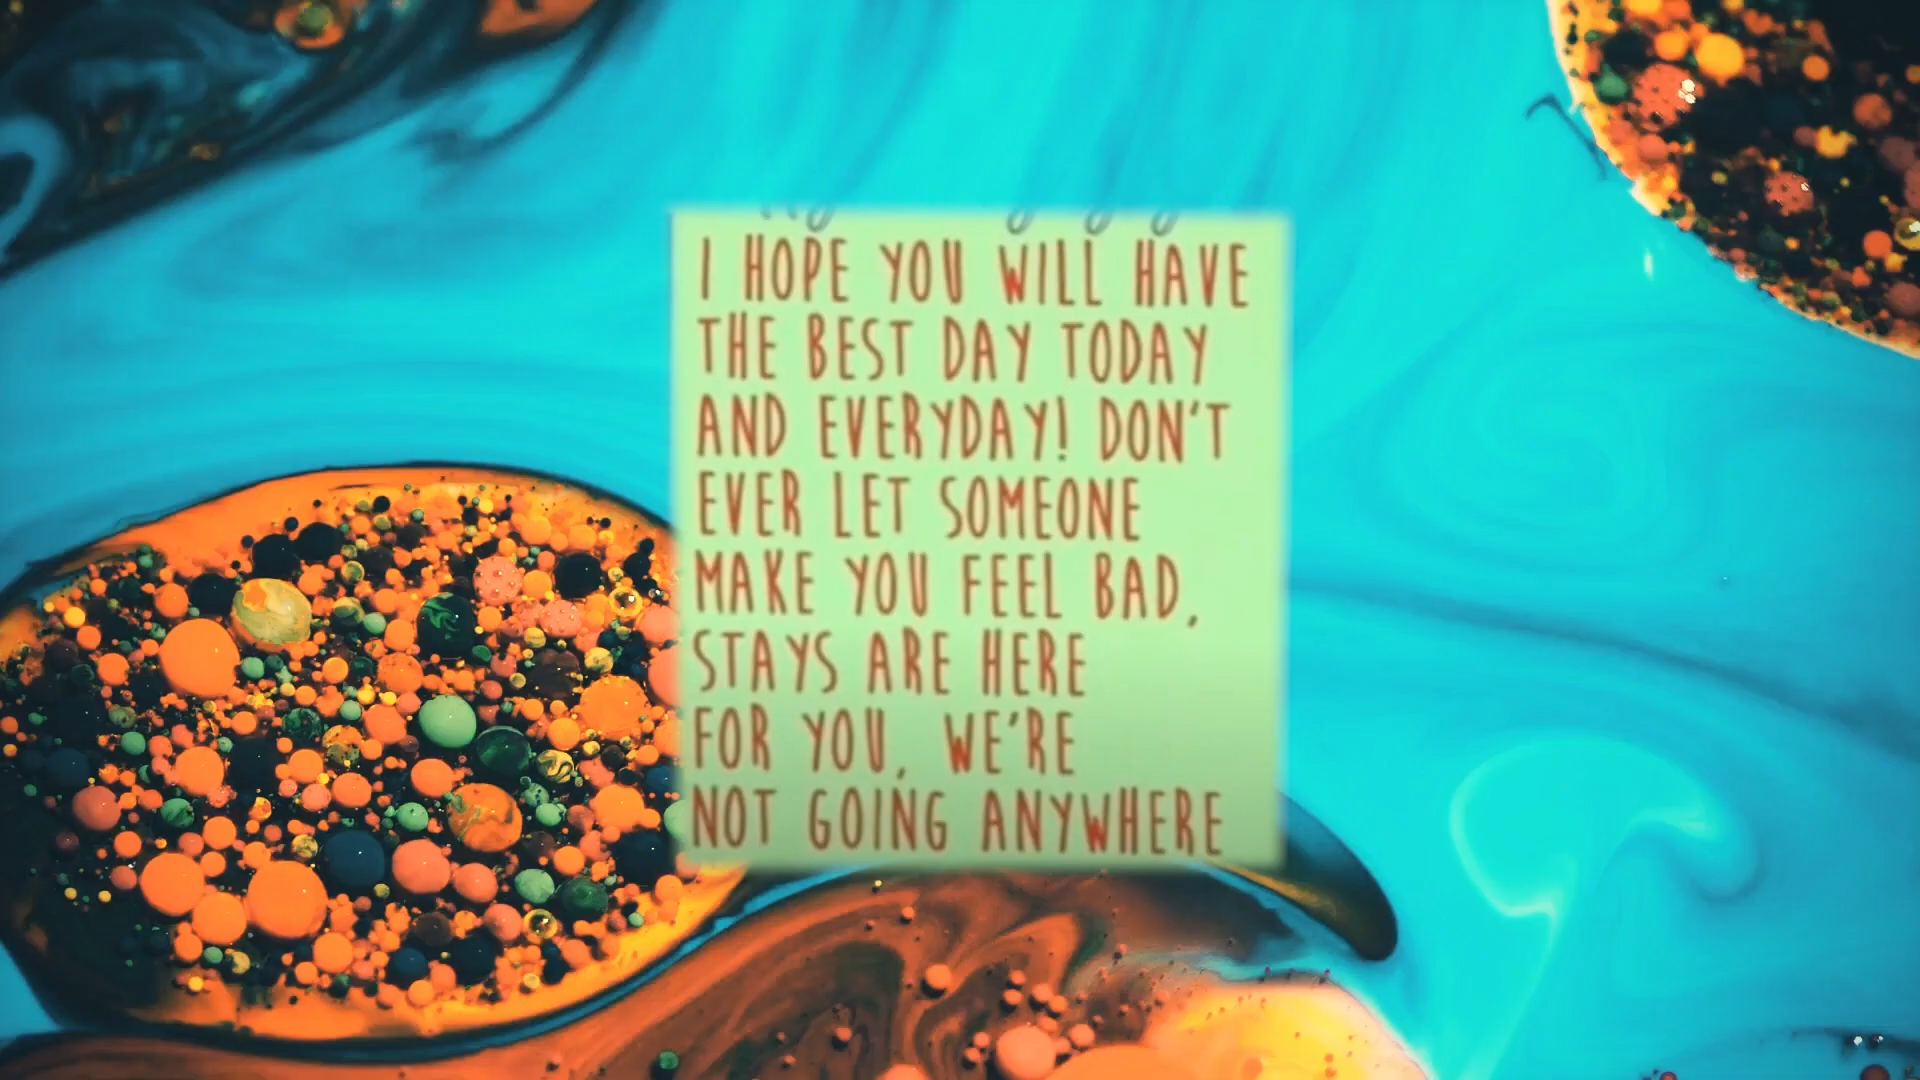 I HOPE YOU WILL HAVE
THE BEST DAY TODAY
AND EVERYDAY! DON'T
EVER LET SOMEONE
MAKE YOU FEEL BAD,
STAYS ARE HERE
FOR YOU, WE'RE
NOT GOING ANYWHERE